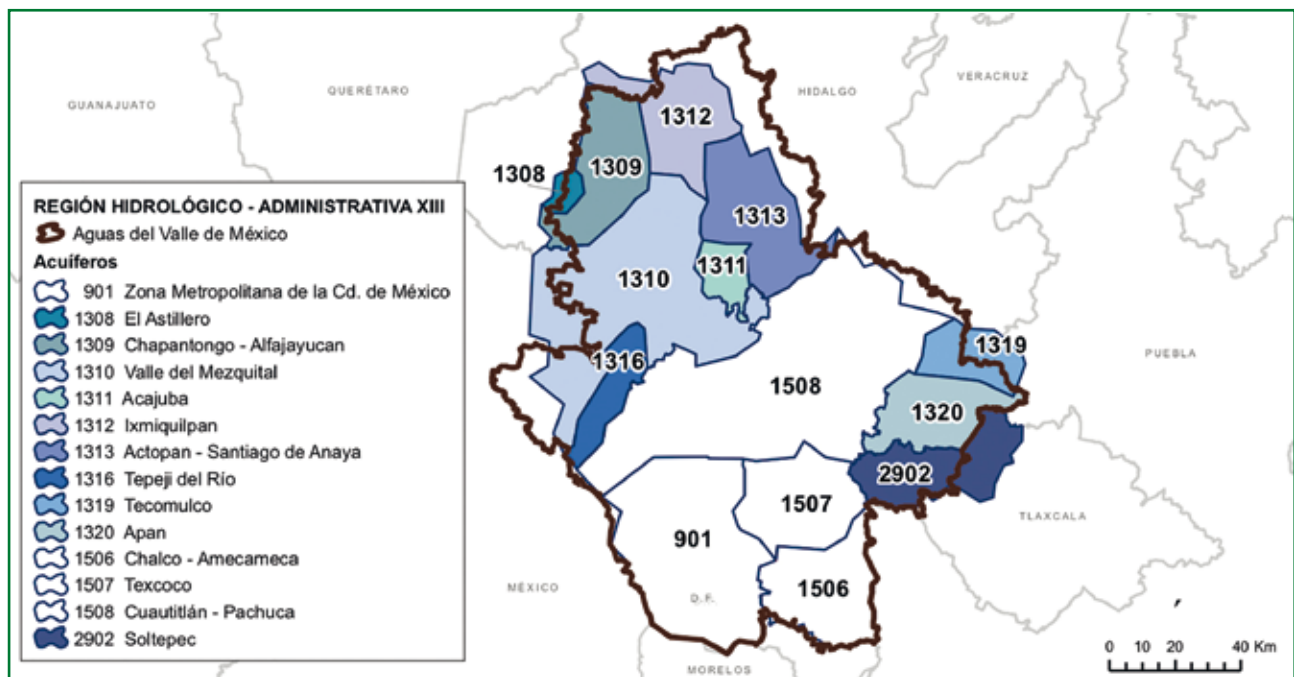 GUANAJUATO
QUERÉTARO
HIDALGO
VERACRUZ
1312
1309
1308
1313
1311
1310
1316
1319
1508
1320
PUEBLA
2902
1507
901
TLAXCALA
1506
MÉXICO
D.F.
MORELOS
REGIÓN HIDROLÓGICO - ADMINISTRATIVA XIII
Aguas del Valle de México
Acuíferos
901 Zona Metropolitana de la Cd. de México
1308 El Astillero
1309 Chapantongo - Alfajayucan
1310 Valle del Mezquital
1311 Acajuba
1312 Ixmiquilpan
1313 Actopan - Santiago de Anaya
1316 Tepeji del Río
1319 Tecomulco
1320 Apan
1506 Chalco - Amecameca
1507 Texcoco
1508 Cuautitlán - Pachuca
2902 Soltepec
0 10 20 40 Km